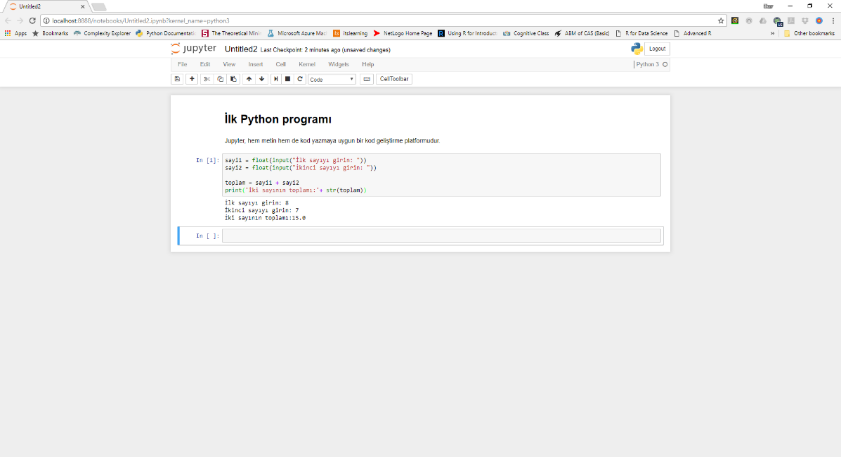 Untitled2
localhost:8888/notebooks/Untitled2.ipynb?kernel_name=python3
Apps Bookmarks Complexity Explorer Python Documentati The Theoretical Mini Microsoft Azure Mac Itslearning NetLogo Home Page Using R for Introduct Cognitive Class ABM of CAS (Basic) R for Data Science Advanced R » Other bookmarks
jupyter Untitled2 Last Checkpoint: 2 minutes ago (unsaved changes) Logout
File Edit View Insert Cell Kernel Widgets Help Python 3
Code CellToolbar
İlk Python programı
Jupyter, hem metin hem de kod yazmaya uygun bir kod geliştirme platformudur.
In [1]: sayi1 = float(input("İlk sayıyı girin: "))
sayi2 = float(input("İkinci sayıyı girin: "))
toplam = sayi1 + sayi2
print("İki sayının toplamı:"+ str(toplam))
İlk sayıyı girin: 8
İkinci sayıyı girin: 7
İki sayının toplamı:15.0
In [ ]: